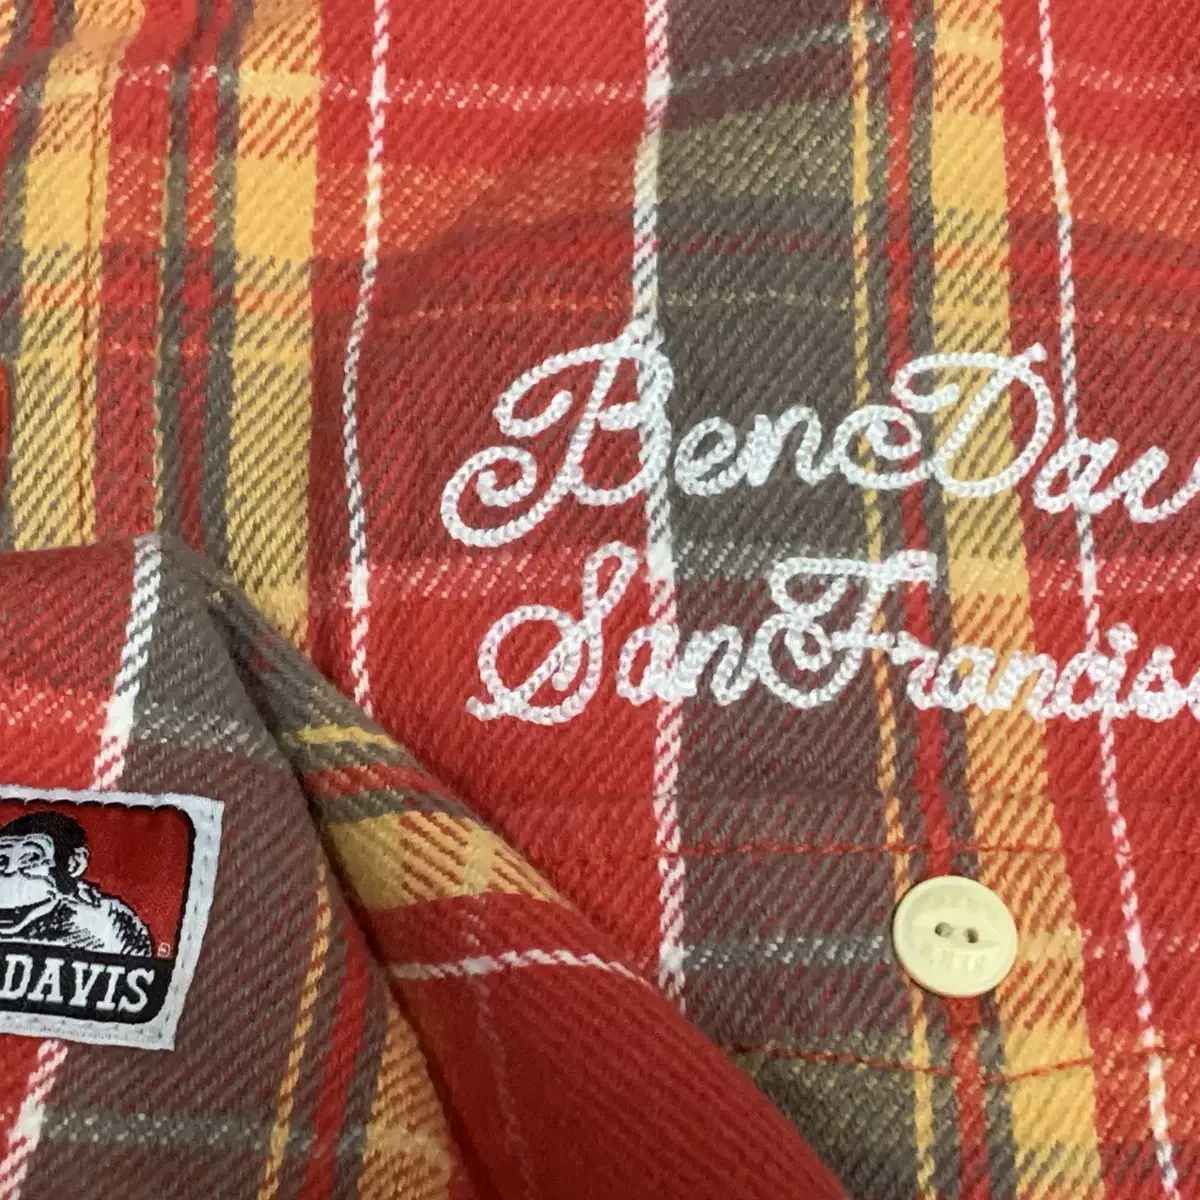 Ben Dav
San Francis
DAVIS